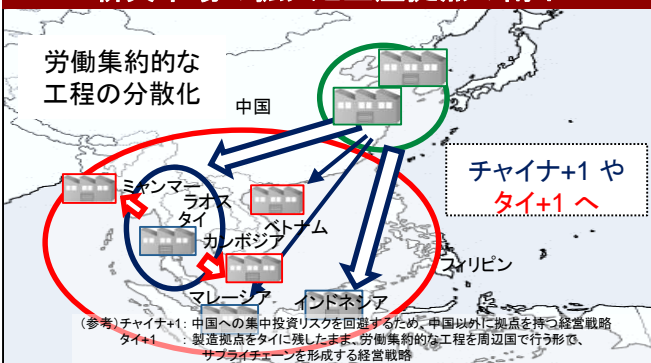 労働集約的な
工程の分散化
中国
チャイナ+1 や
タイ+1 へ
ミャンマー
ラオス
タイ
ベトナム
カンボジア
フィリピン
マレーシア
インドネシア
(参考)チャイナ+1: 中国への集中投資リスクを回避するため、中国以外に拠点を持つ経営戦略
タイ+1 : 製造拠点をタイに残したまま、労働集約的な工程を周辺国で行う形で、
サプライチェーンを形成する経営戦略